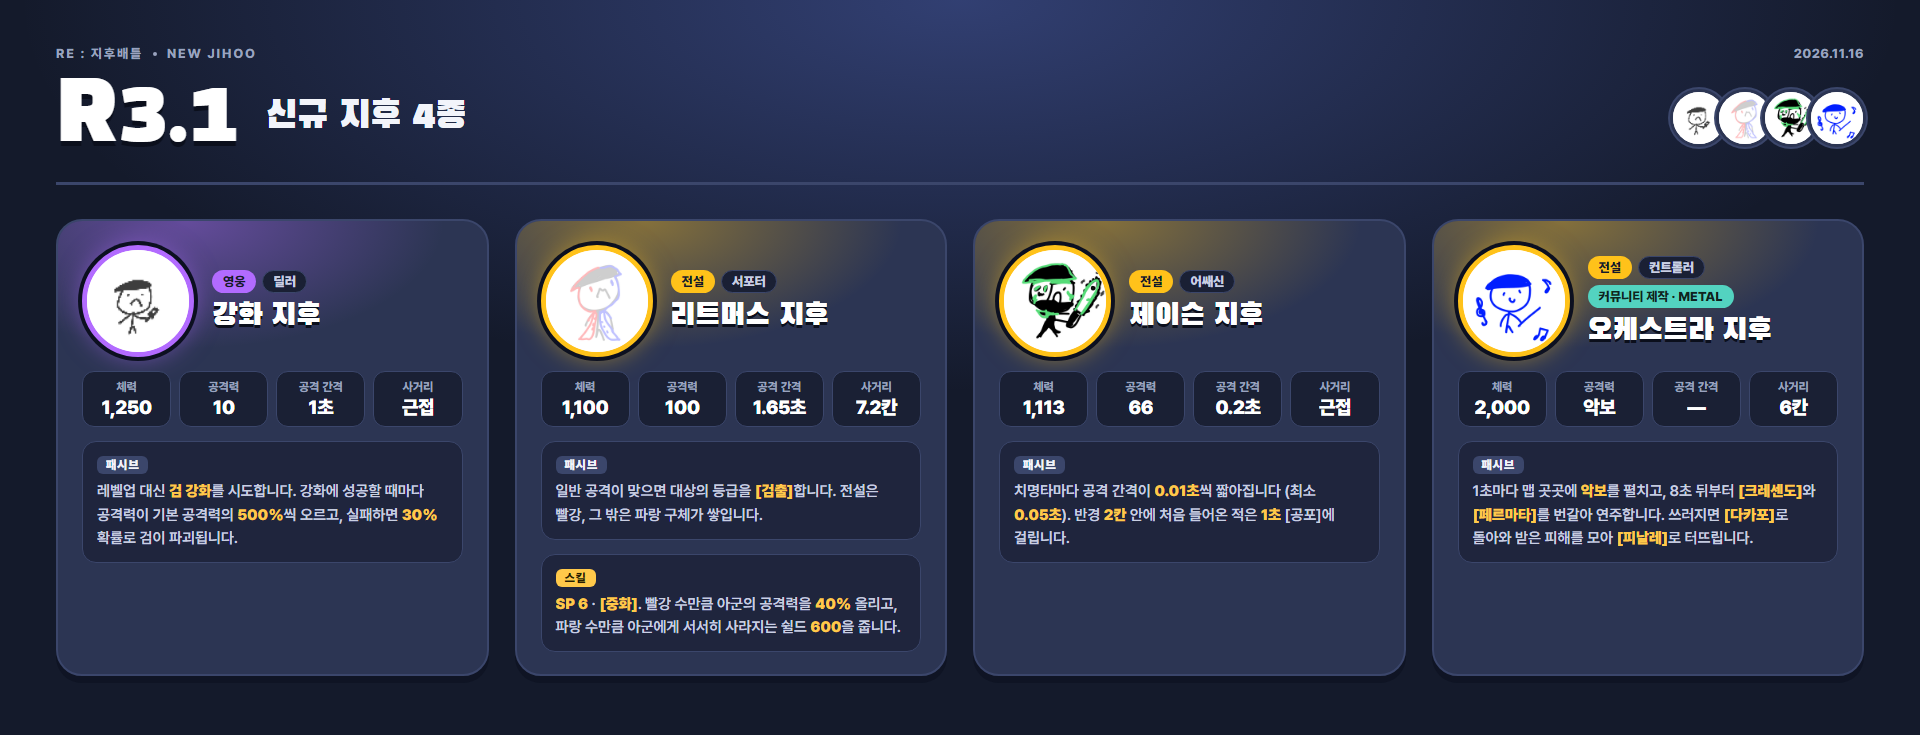 RE : 지후배틀 • NEW JIHOO
2026.11.16
R3.1 신규 지후 4종
영웅 딜러
강화 지후
체력 공격력 공격 간격 사거리
1,250 10 1초 근접
패시브
레벨업 대신 검 강화를 시도합니다. 강화에 성공할 때마다
공격력이 기본 공격력의 500%씩 오르고, 실패하면 30%
확률로 검이 파괴됩니다.
전설 서포터
리트머스 지후
체력 공격력 공격 간격 사거리
1,100 100 1.65초 7.2칸
패시브
일반 공격이 맞으면 대상의 등급을 [검출]합니다. 전설은
빨강, 그 밖은 파랑 구체가 쌓입니다.
스킬
SP 6 · [중화]. 빨강 수만큼 아군의 공격력을 40% 올리고,
파랑 수만큼 아군에게 서서히 사라지는 쉴드 600을 줍니다.
전설 어쌔신
제이슨 지후
체력 공격력 공격 간격 사거리
1,113 66 0.2초 근접
패시브
치명타마다 공격 간격이 0.01초씩 짧아집니다 (최소
0.05초). 반경 2칸 안에 처음 들어온 적은 1초 [공포]에
걸립니다.
전설 컨트롤러
커뮤니티 제작 · METAL
오케스트라 지후
체력 공격력 공격 간격 사거리
2,000 악보 — 6칸
패시브
1초마다 맵 곳곳에 악보를 펼치고, 8초 뒤부터 [크레센도]와
[페르마타]를 번갈아 연주합니다. 쓰러지면 [다카포]로
돌아와 받은 피해를 모아 [피날레]로 터뜨립니다.